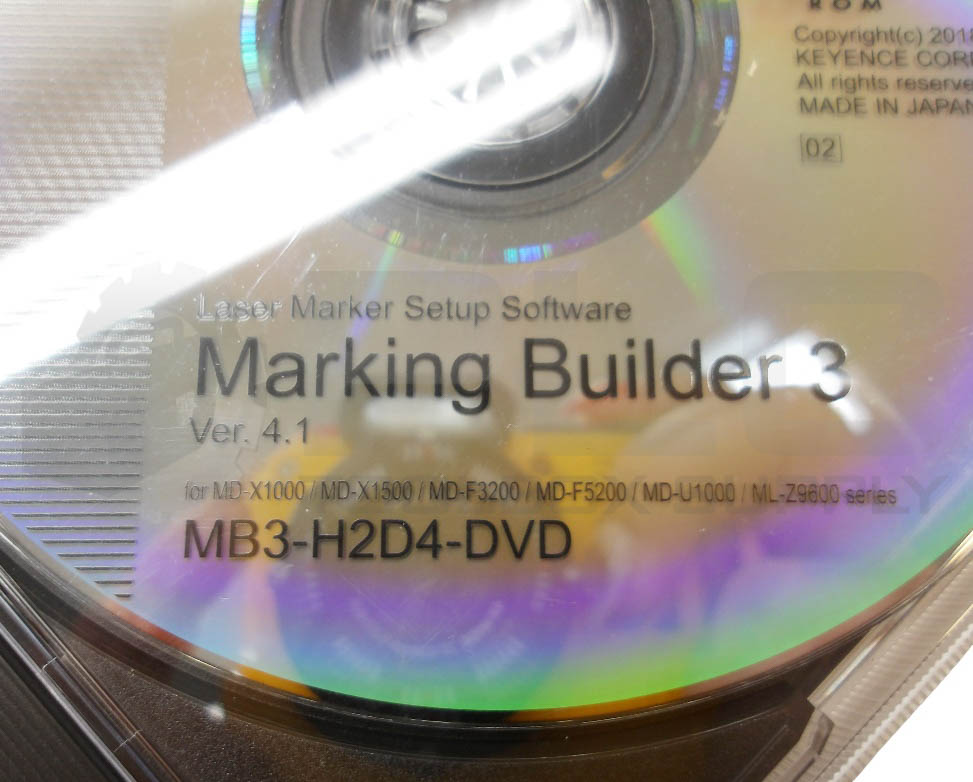 ROM
Copyright(c) 2018
KEYENCE COR
All rights reserve
MADE IN JAPAN
02
Laser Marker Setup Software
Marking Builder 3
Ver. 4.1
for MD-X1000 / MD-X1500 / MD-F3200 / MD-F5200 / MD-U1000 / ML-Z9600 series
MB3-H2D4-DVD